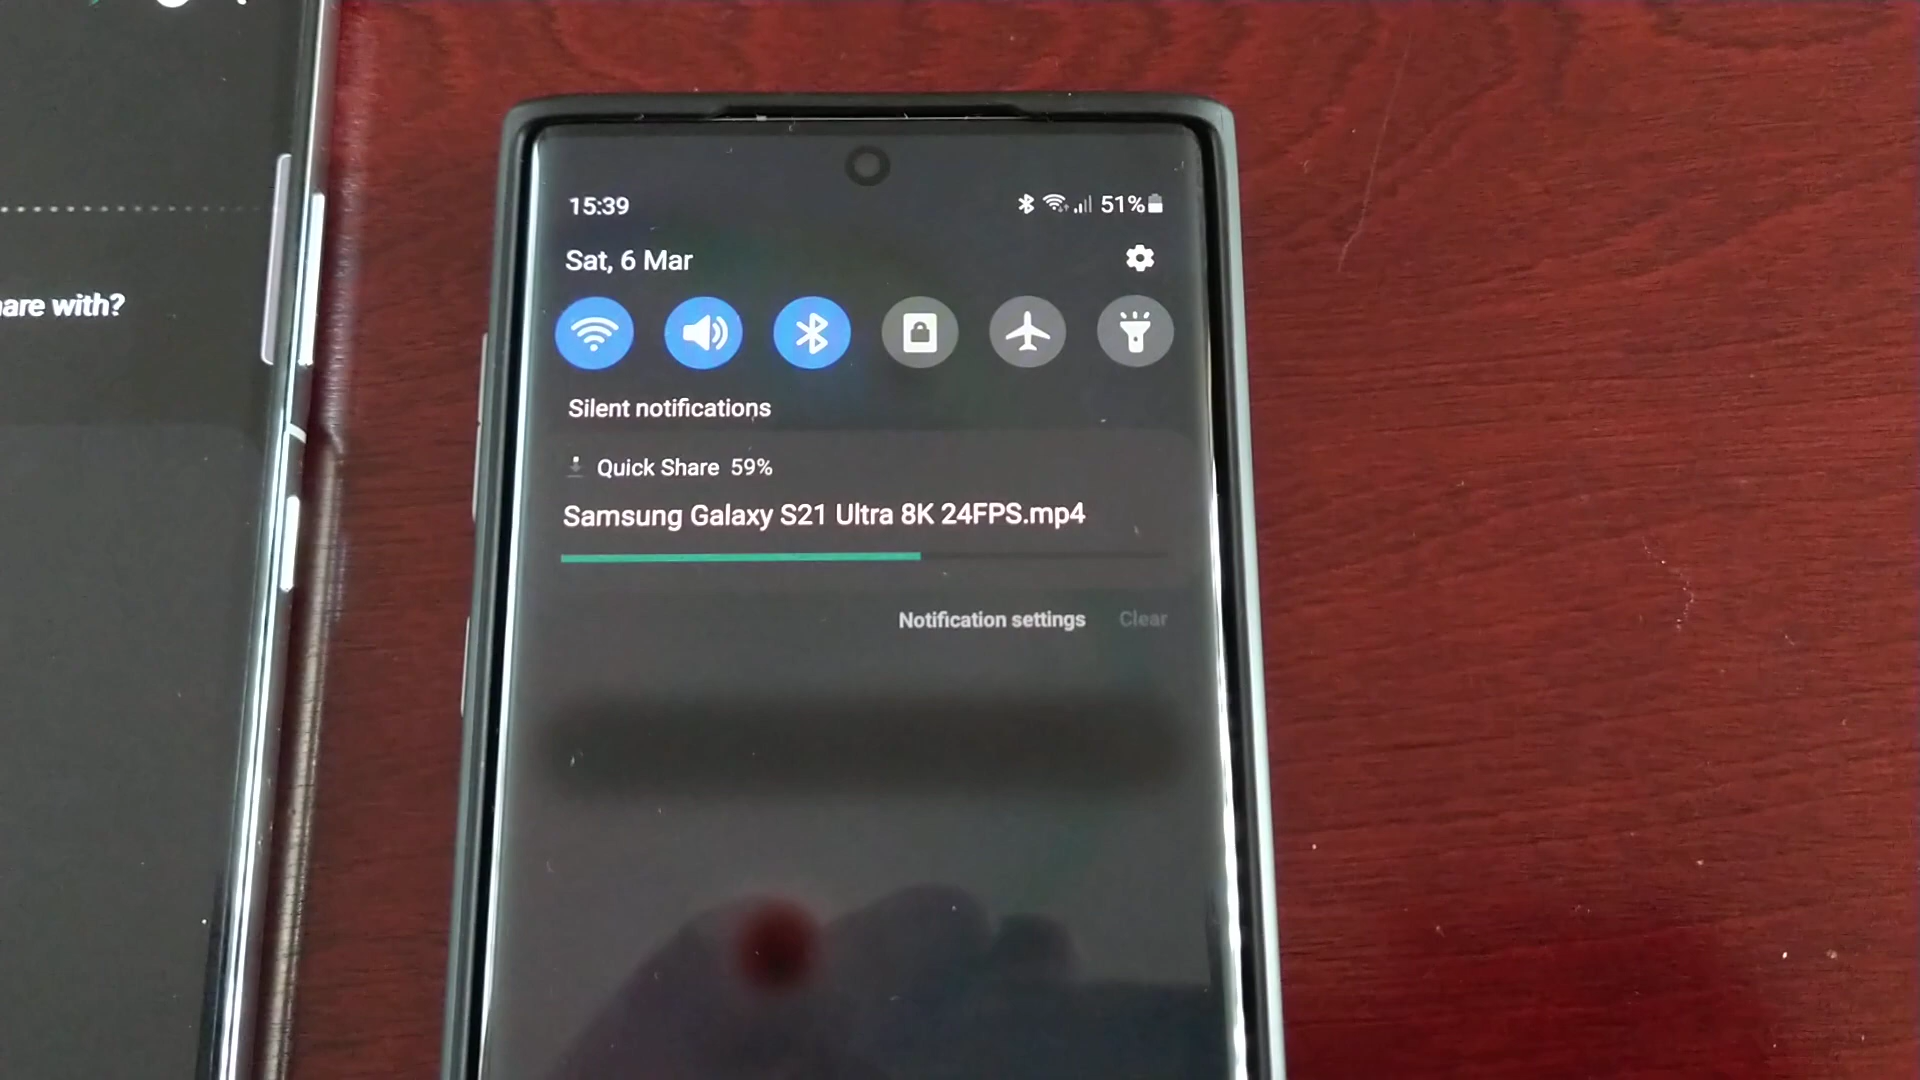 are with?
15:39
51%
Sat, 6 Mar
Silent notifications
Quick Share 59%
Samsung Galaxy S21 Ultra 8K 24FPS.mp4
Notification settings Clear